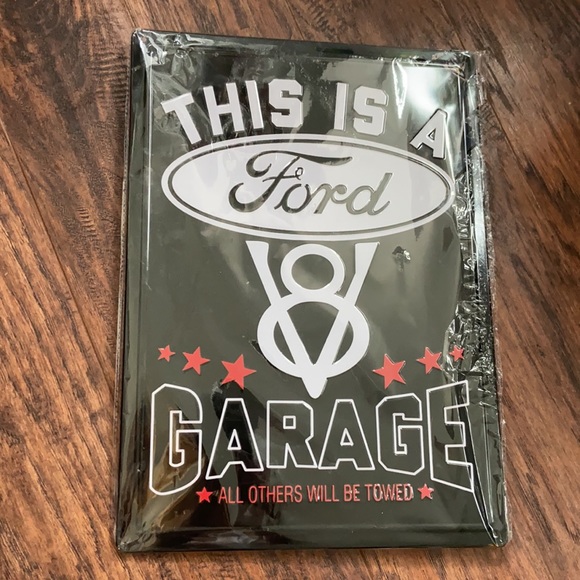 THIS IS A
Ford
V8
GARAGE
ALL OTHERS WILL BE TOWED